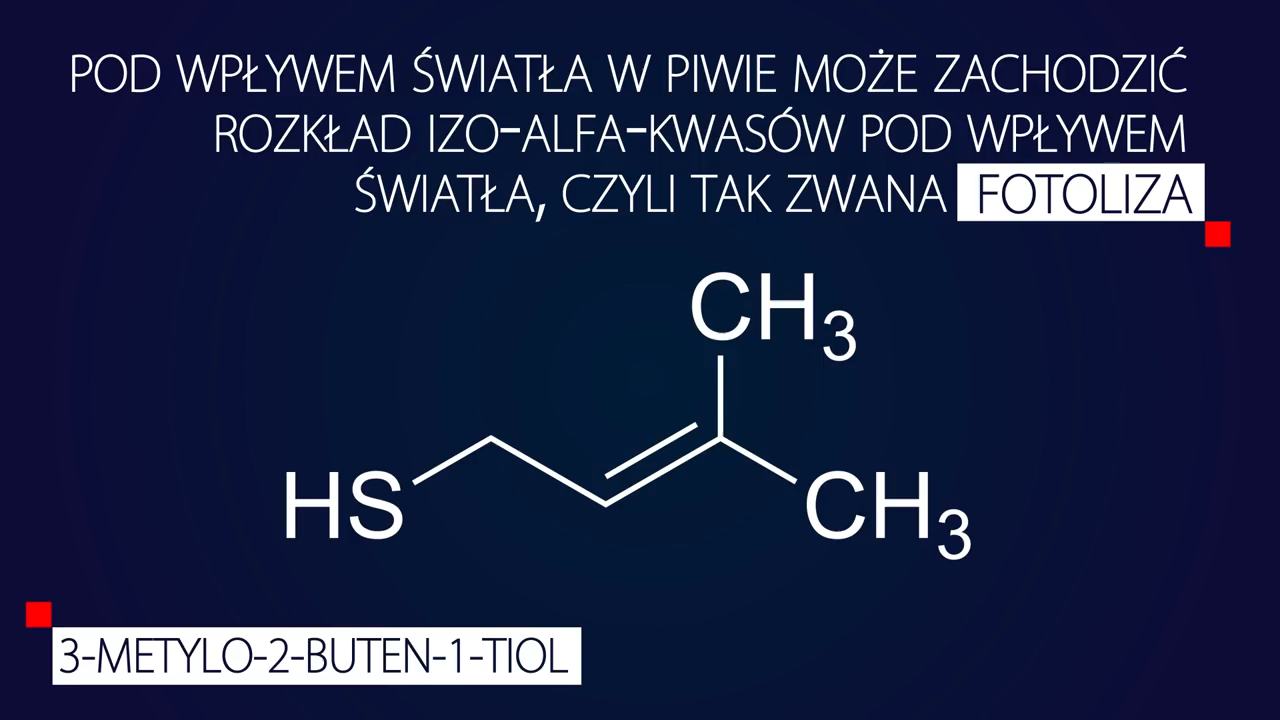 POD WPŁYWEM ŚWIATŁA W PIWIE MOŻE ZACHODZIĆ
ROZKŁAD IZO-ALFA-KWASÓW POD WPŁYWEM
ŚWIATŁA, CZYLI TAK ZWANA FOTOLIZA
CH3
HS
CH3
3-METYLO-2-BUTEN-1-TIOL